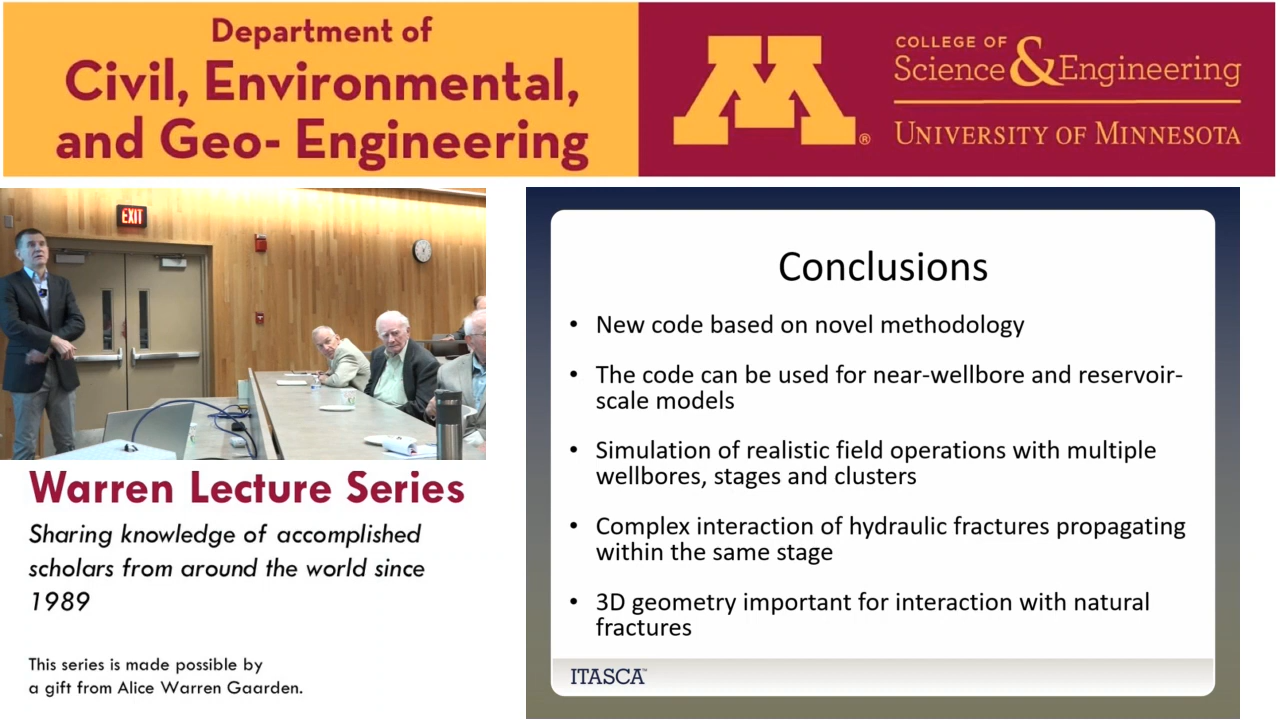 Department of
Civil, Environmental,
and Geo- Engineering
M®
COLLEGE OF
Science & Engineering
UNIVERSITY OF MINNESOTA
EXIT
Warren Lecture Series
Sharing knowledge of accomplished
scholars from around the world since
1989
This series is made possible by
a gift from Alice Warren Gaarden.
Conclusions
• New code based on novel methodology
• The code can be used for near-wellbore and reservoir-
scale models
• Simulation of realistic field operations with multiple
wellbores, stages and clusters
• Complex interaction of hydraulic fractures propagating
within the same stage
• 3D geometry important for interaction with natural
fractures
ITASCA™